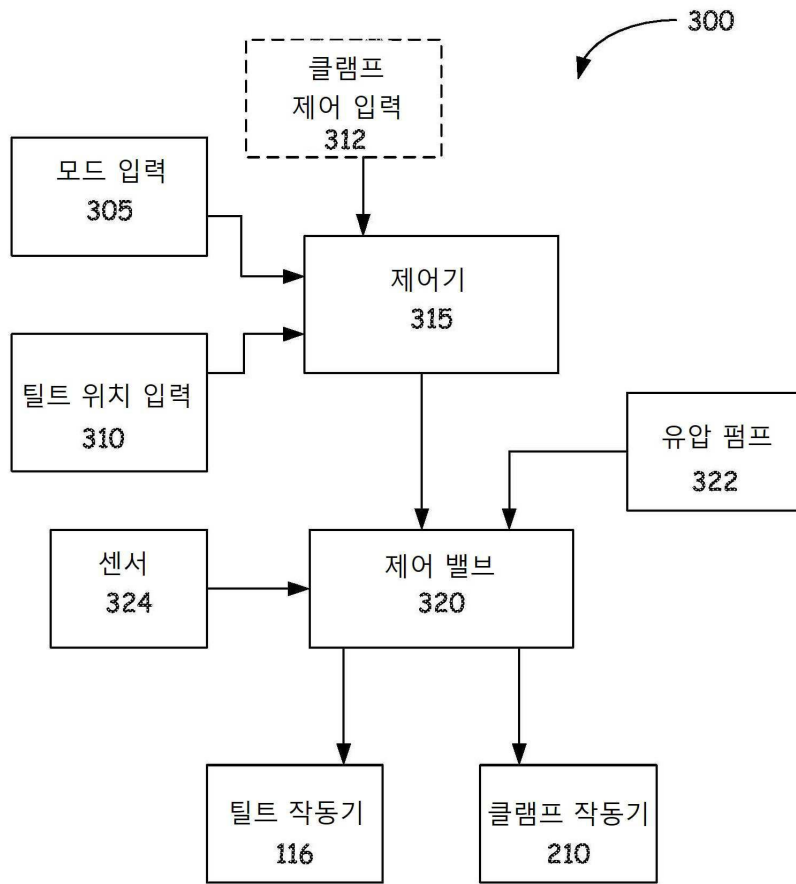 300
클램프
제어 입력
312
모드 입력
305
제어기
315
틸트 위치 입력
310
유압 펌프
322
센서
324
제어 밸브
320
틸트 작동기
116
클램프 작동기
210